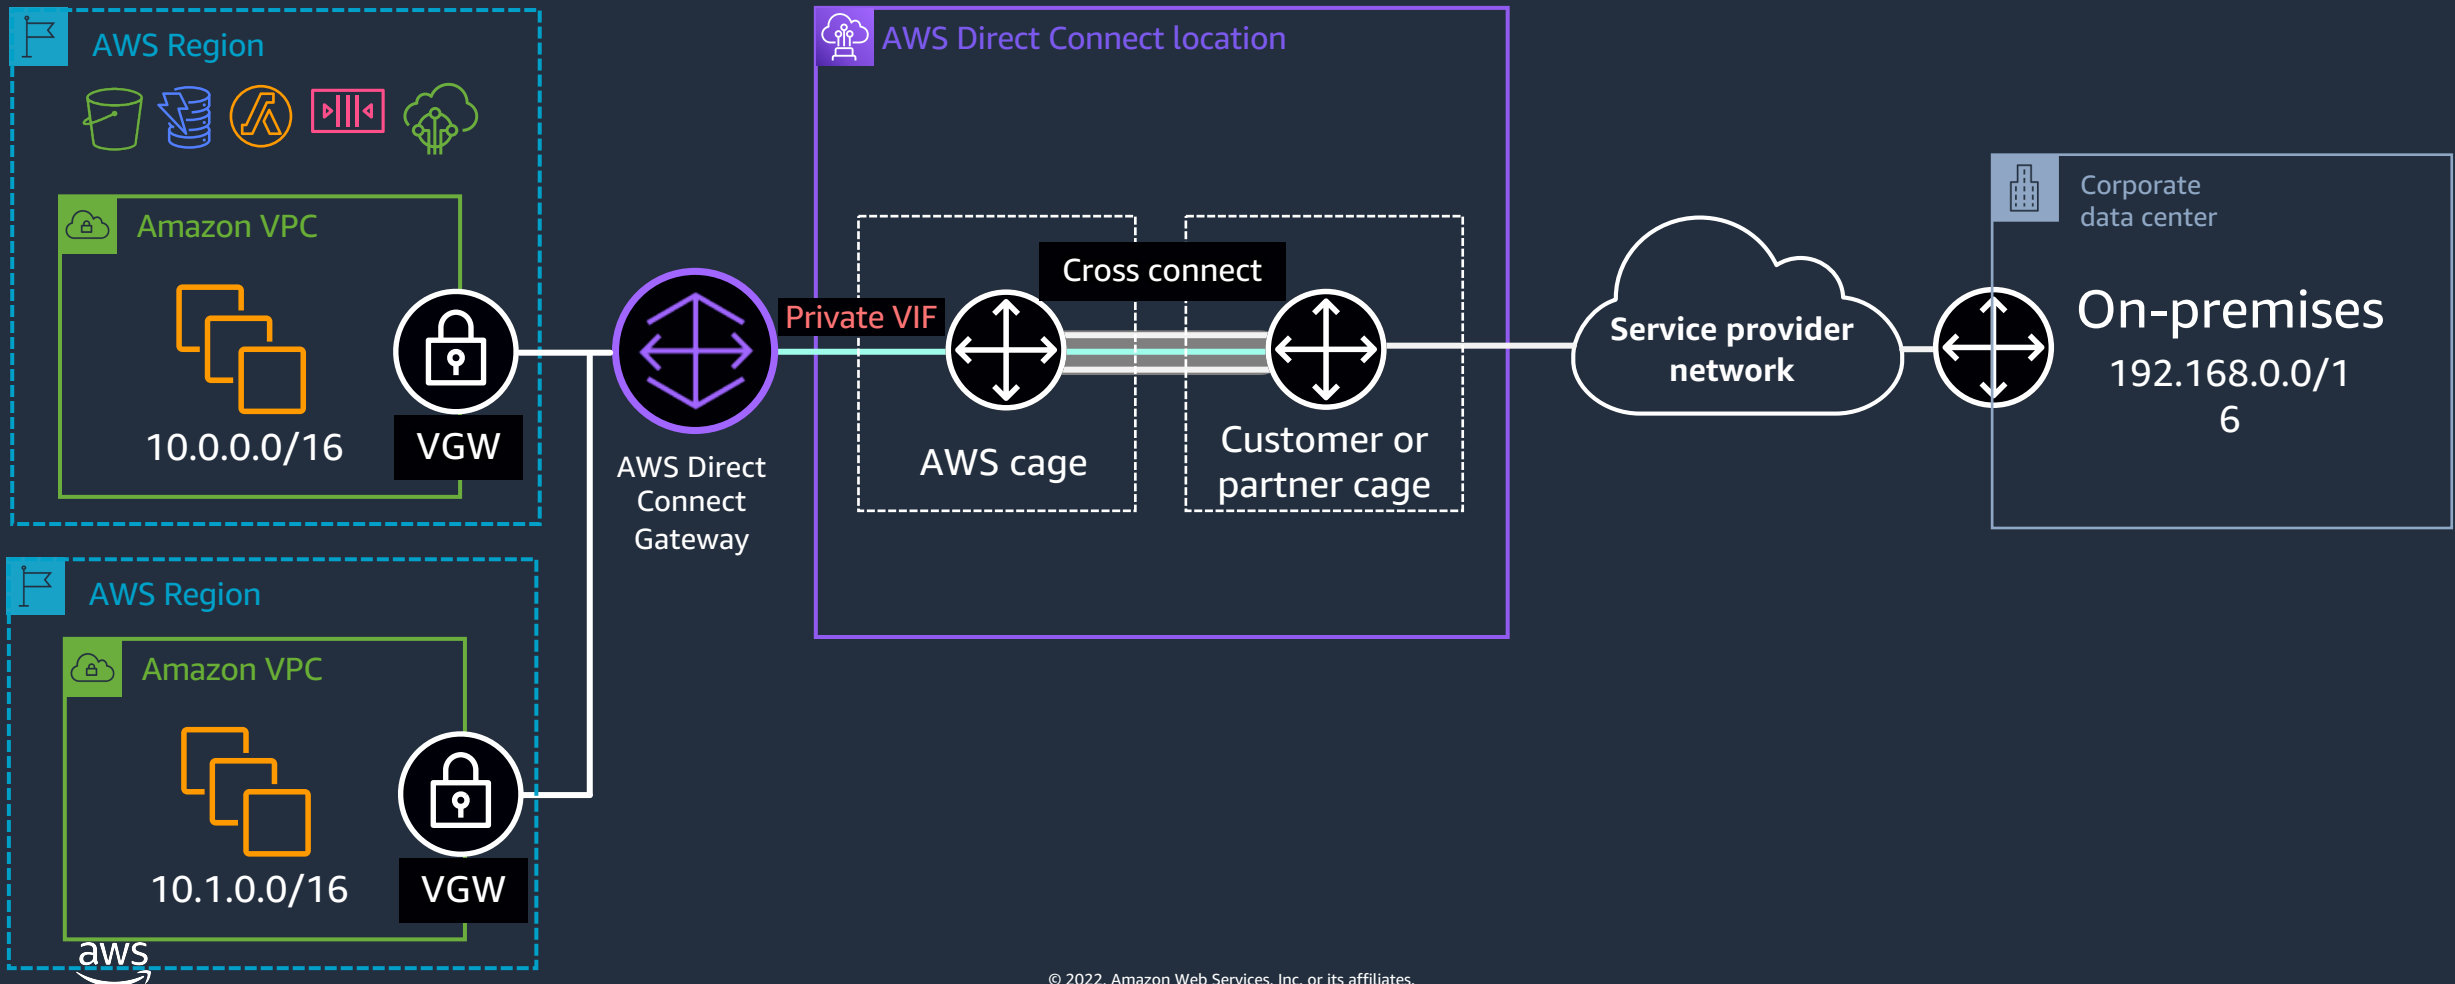 AWS Region
Amazon VPC
10.0.0.0/16
VGW
AWS Region
Amazon VPC
10.1.0.0/16
VGW
aws
AWS Direct
Connect
Gateway
Private VIF
AWS Direct Connect location
Cross connect
AWS cage
Customer or
partner cage
Service provider
network
Corporate
data center
On-premises
192.168.0.0/1
6
© 2022, Amazon Web Services, Inc. or its affiliates.